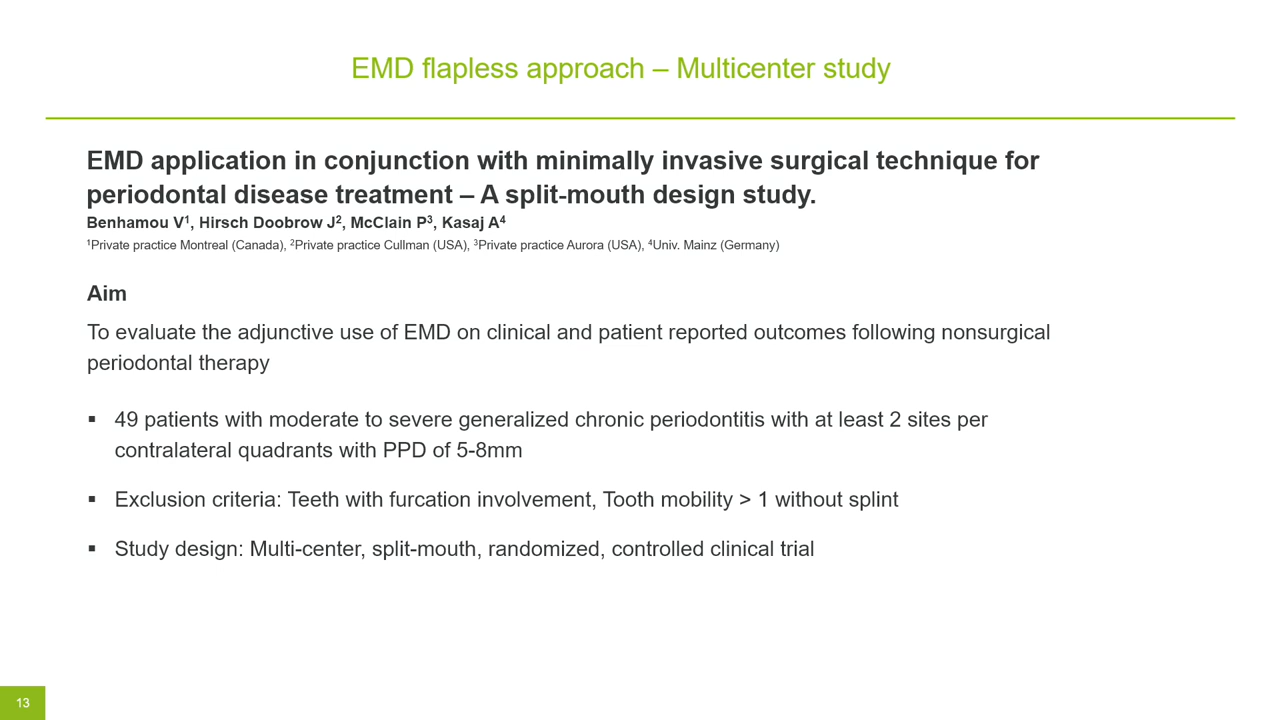 EMD flapless approach – Multicenter study
EMD application in conjunction with minimally invasive surgical technique for
periodontal disease treatment – A split-mouth design study.
Benhamou V¹, Hirsch Doobrow J², McClain P³, Kasaj A⁴
¹Private practice Montreal (Canada), ²Private practice Cullman (USA), ³Private practice Aurora (USA), ⁴Univ. Mainz (Germany)
Aim
To evaluate the adjunctive use of EMD on clinical and patient reported outcomes following nonsurgical
periodontal therapy
▪ 49 patients with moderate to severe generalized chronic periodontitis with at least 2 sites per
contralateral quadrants with PPD of 5-8mm
▪ Exclusion criteria: Teeth with furcation involvement, Tooth mobility > 1 without splint
▪ Study design: Multi-center, split-mouth, randomized, controlled clinical trial
13